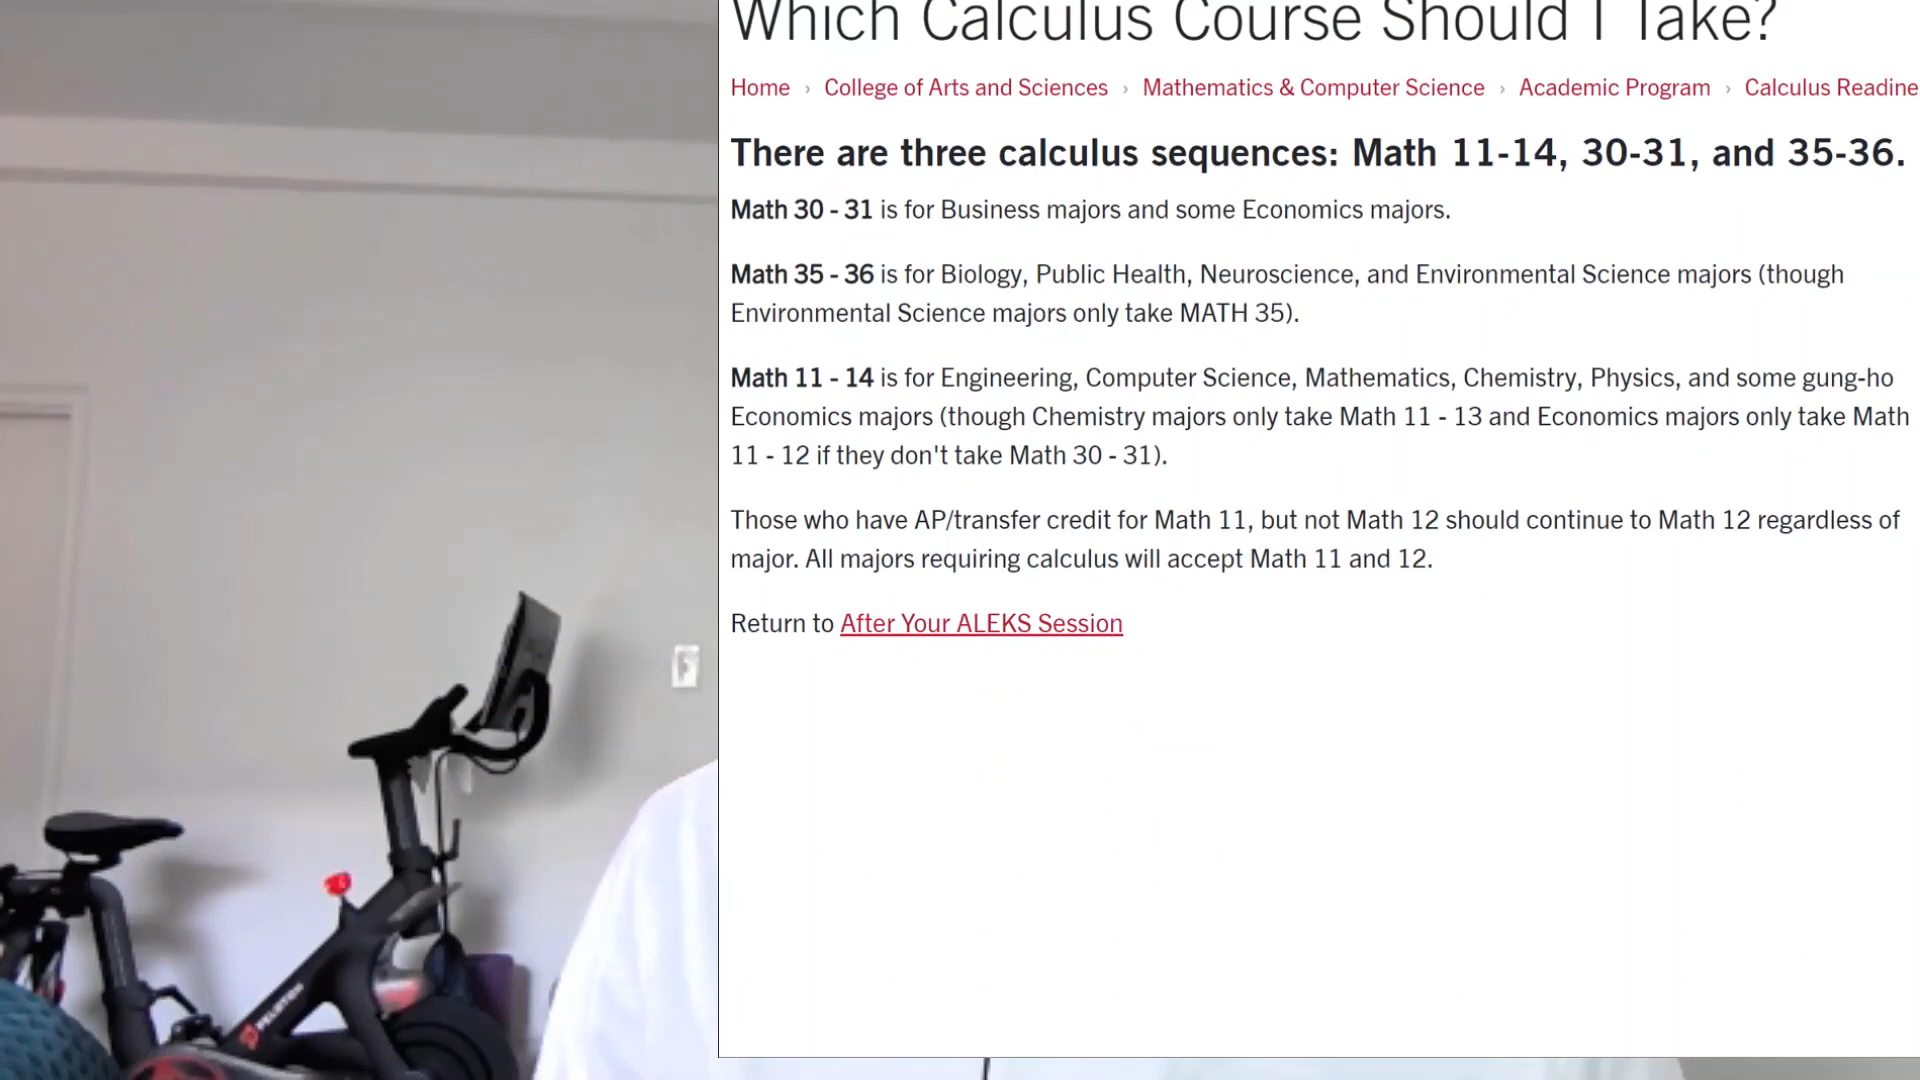 Which Calculus Course Should I Take?
Home › College of Arts and Sciences › Mathematics & Computer Science › Academic Program › Calculus Readine
There are three calculus sequences: Math 11-14, 30-31, and 35-36.
Math 30 - 31 is for Business majors and some Economics majors.
Math 35 - 36 is for Biology, Public Health, Neuroscience, and Environmental Science majors (though
Environmental Science majors only take MATH 35).
Math 11 - 14 is for Engineering, Computer Science, Mathematics, Chemistry, Physics, and some gung-ho
Economics majors (though Chemistry majors only take Math 11 - 13 and Economics majors only take Math
11 - 12 if they don't take Math 30 - 31).
Those who have AP/transfer credit for Math 11, but not Math 12 should continue to Math 12 regardless of
major. All majors requiring calculus will accept Math 11 and 12.
Return to After Your ALEKS Session
PELOTON